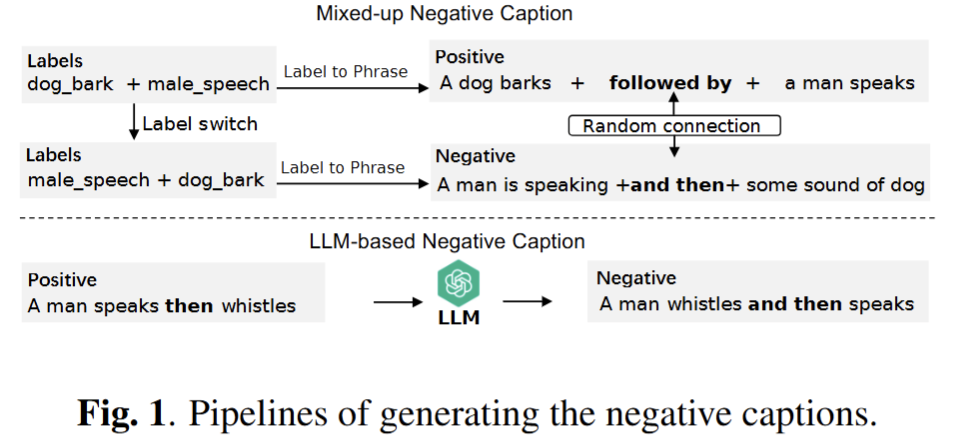 Mixed-up Negative Caption
Labels
dog_bark + male_speech
Label to Phrase
Positive
A dog barks + followed by + a man speaks
Label switch
Random connection
Labels
male_speech + dog_bark
Label to Phrase
Negative
A man is speaking +and then+ some sound of dog
LLM-based Negative Caption
Positive
A man speaks then whistles
LLM
Negative
A man whistles and then speaks
Fig. 1. Pipelines of generating the negative captions.